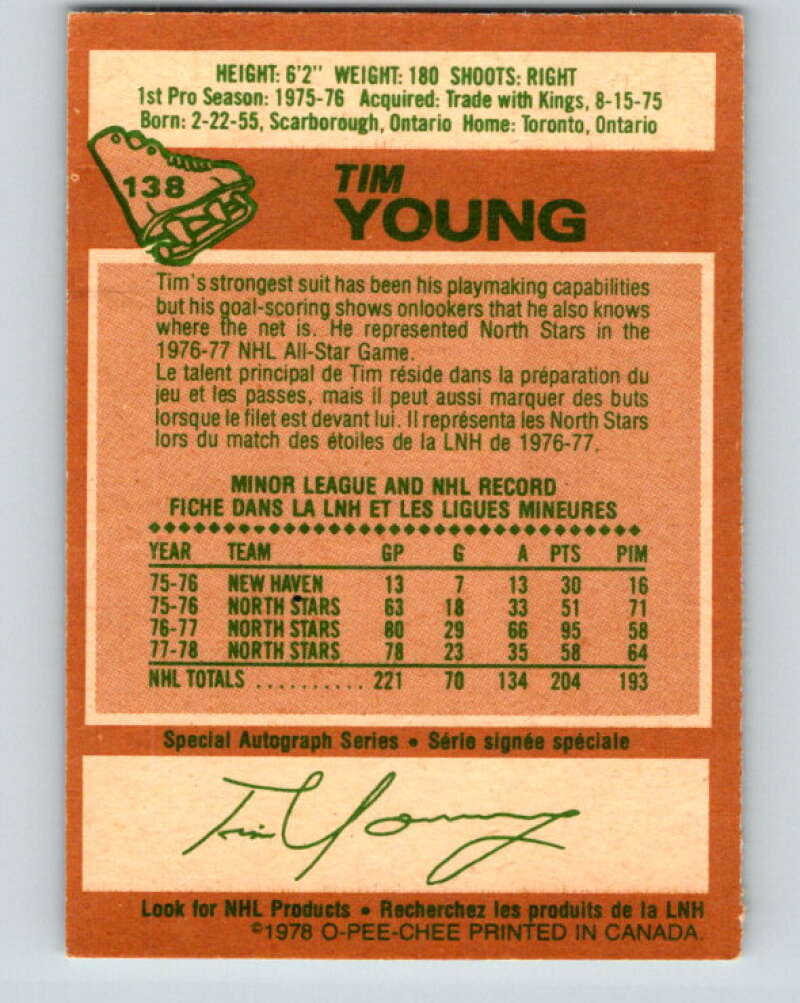 HEIGHT: 6'2" WEIGHT: 180 SHOOTS: RIGHT
1st Pro Season: 1975-76 Acquired: Trade with Kings, 8-15-75
Born: 2-22-55, Scarborough, Ontario Home: Toronto, Ontario
138
TIM
YOUNG
Tim's strongest suit has been his playmaking capabilities
but his goal-scoring shows onlookers that he also knows
where the net is. He represented North Stars in the
1976-77 NHL All-Star Game.
Le talent principal de Tim réside dans la préparation du
jeu et les passes, mais il peut aussi marquer des buts
lorsque le filet est devant lui. Il représenta les North Stars
lors du match des étoiles de la LNH de 1976-77.
MINOR LEAGUE AND NHL RECORD
FICHE DANS LA LNH ET LES LIGUES MINEURES
YEAR TEAM GP G A PTS PIM
75-76 NEW HAVEN 13 7 13 30 16
75-76 NORTH STARS 63 18 33 51 71
76-77 NORTH STARS 80 29 66 95 58
77-78 NORTH STARS 78 23 35 58 64
NHL TOTALS ........... 221 70 134 204 193
Special Autograph Series • Série signée spéciale
Tim Young
Look for NHL Products • Recherchez les produits de la LNH
©1978 O-PEE-CHEE PRINTED IN CANADA.